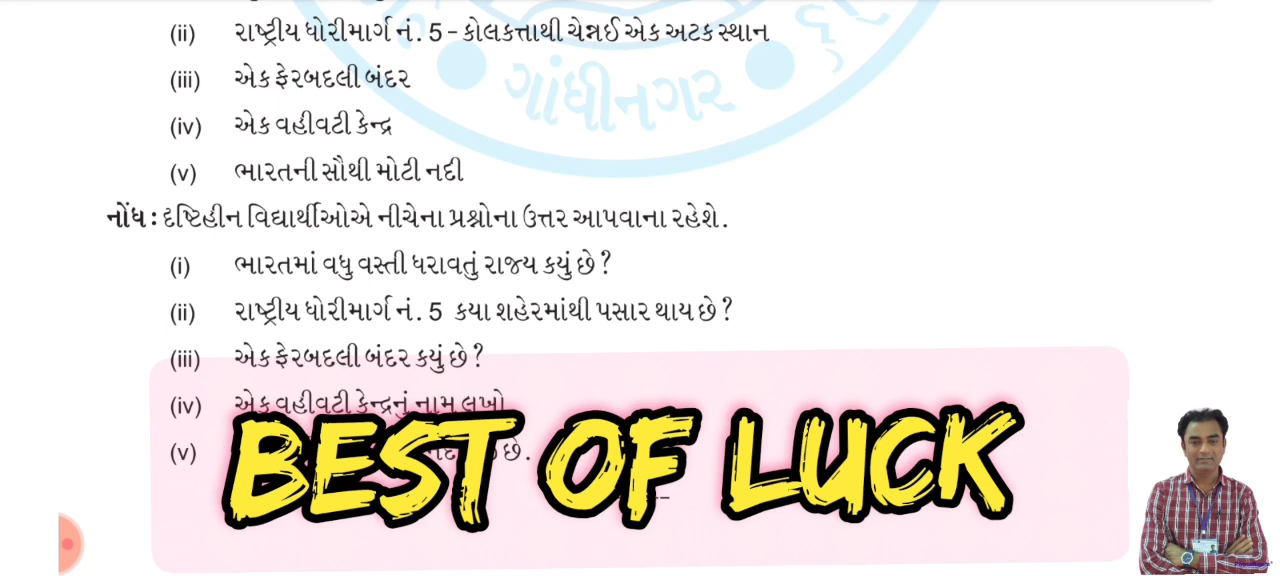 (ii) રાષ્ટ્રીય ધોરીમાર્ગ નં. 5 - કોલકત્તાથી ચેન્નઈ એક અટક સ્થાન
ગાંધીનગર
(iii) એક ફેરબદલી બંદર
(iv) એક વહીવટી કેન્દ્ર
(v) ભારતની સૌથી મોટી નદી
નોંધ : દૃષ્ટિહીન વિદ્યાર્થીઓએ નીચેના પ્રશ્નોના ઉત્તર આપવાના રહેશે.
(i) ભારતમાં વધુ વસ્તી ધરાવતું રાજ્ય કયું છે?
(ii) રાષ્ટ્રીય ધોરીમાર્ગ નં. 5 કયા શહેરમાંથી પસાર થાય છે?
(iii) એક ફેરબદલી બંદર કયું છે?
(iv) એક વહીવટી કેન્દ્રનું નામ લખો
(v) છે.
BEST OF LUCK